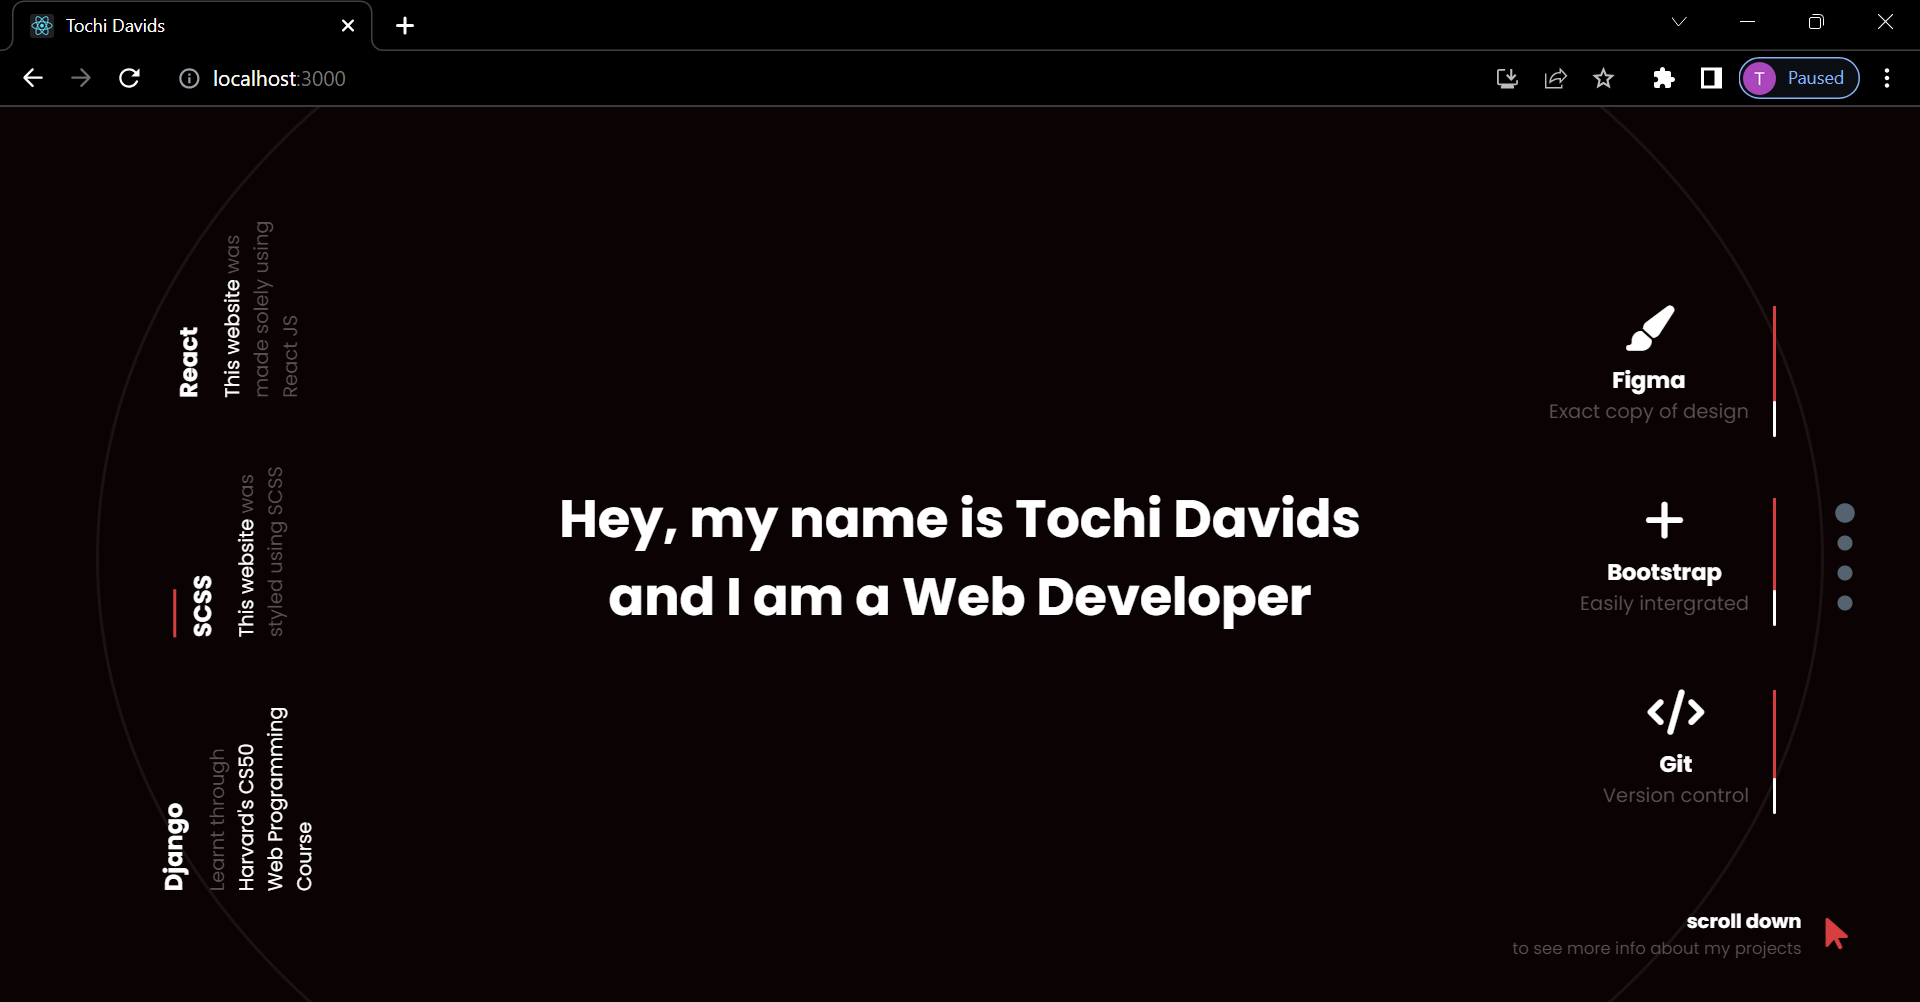 Tochi Davids
localhost:3000
T Paused
React
This website was
made solely using
React JS
SCSS
This website was
styled using SCSS
Django
Learnt through
Harvard's CS50
Web Programming
Course
Hey, my name is Tochi Davids
and I am a Web Developer
Figma
Exact copy of design
Bootstrap
Easily intergrated
Git
Version control
scroll down
to see more info about my projects